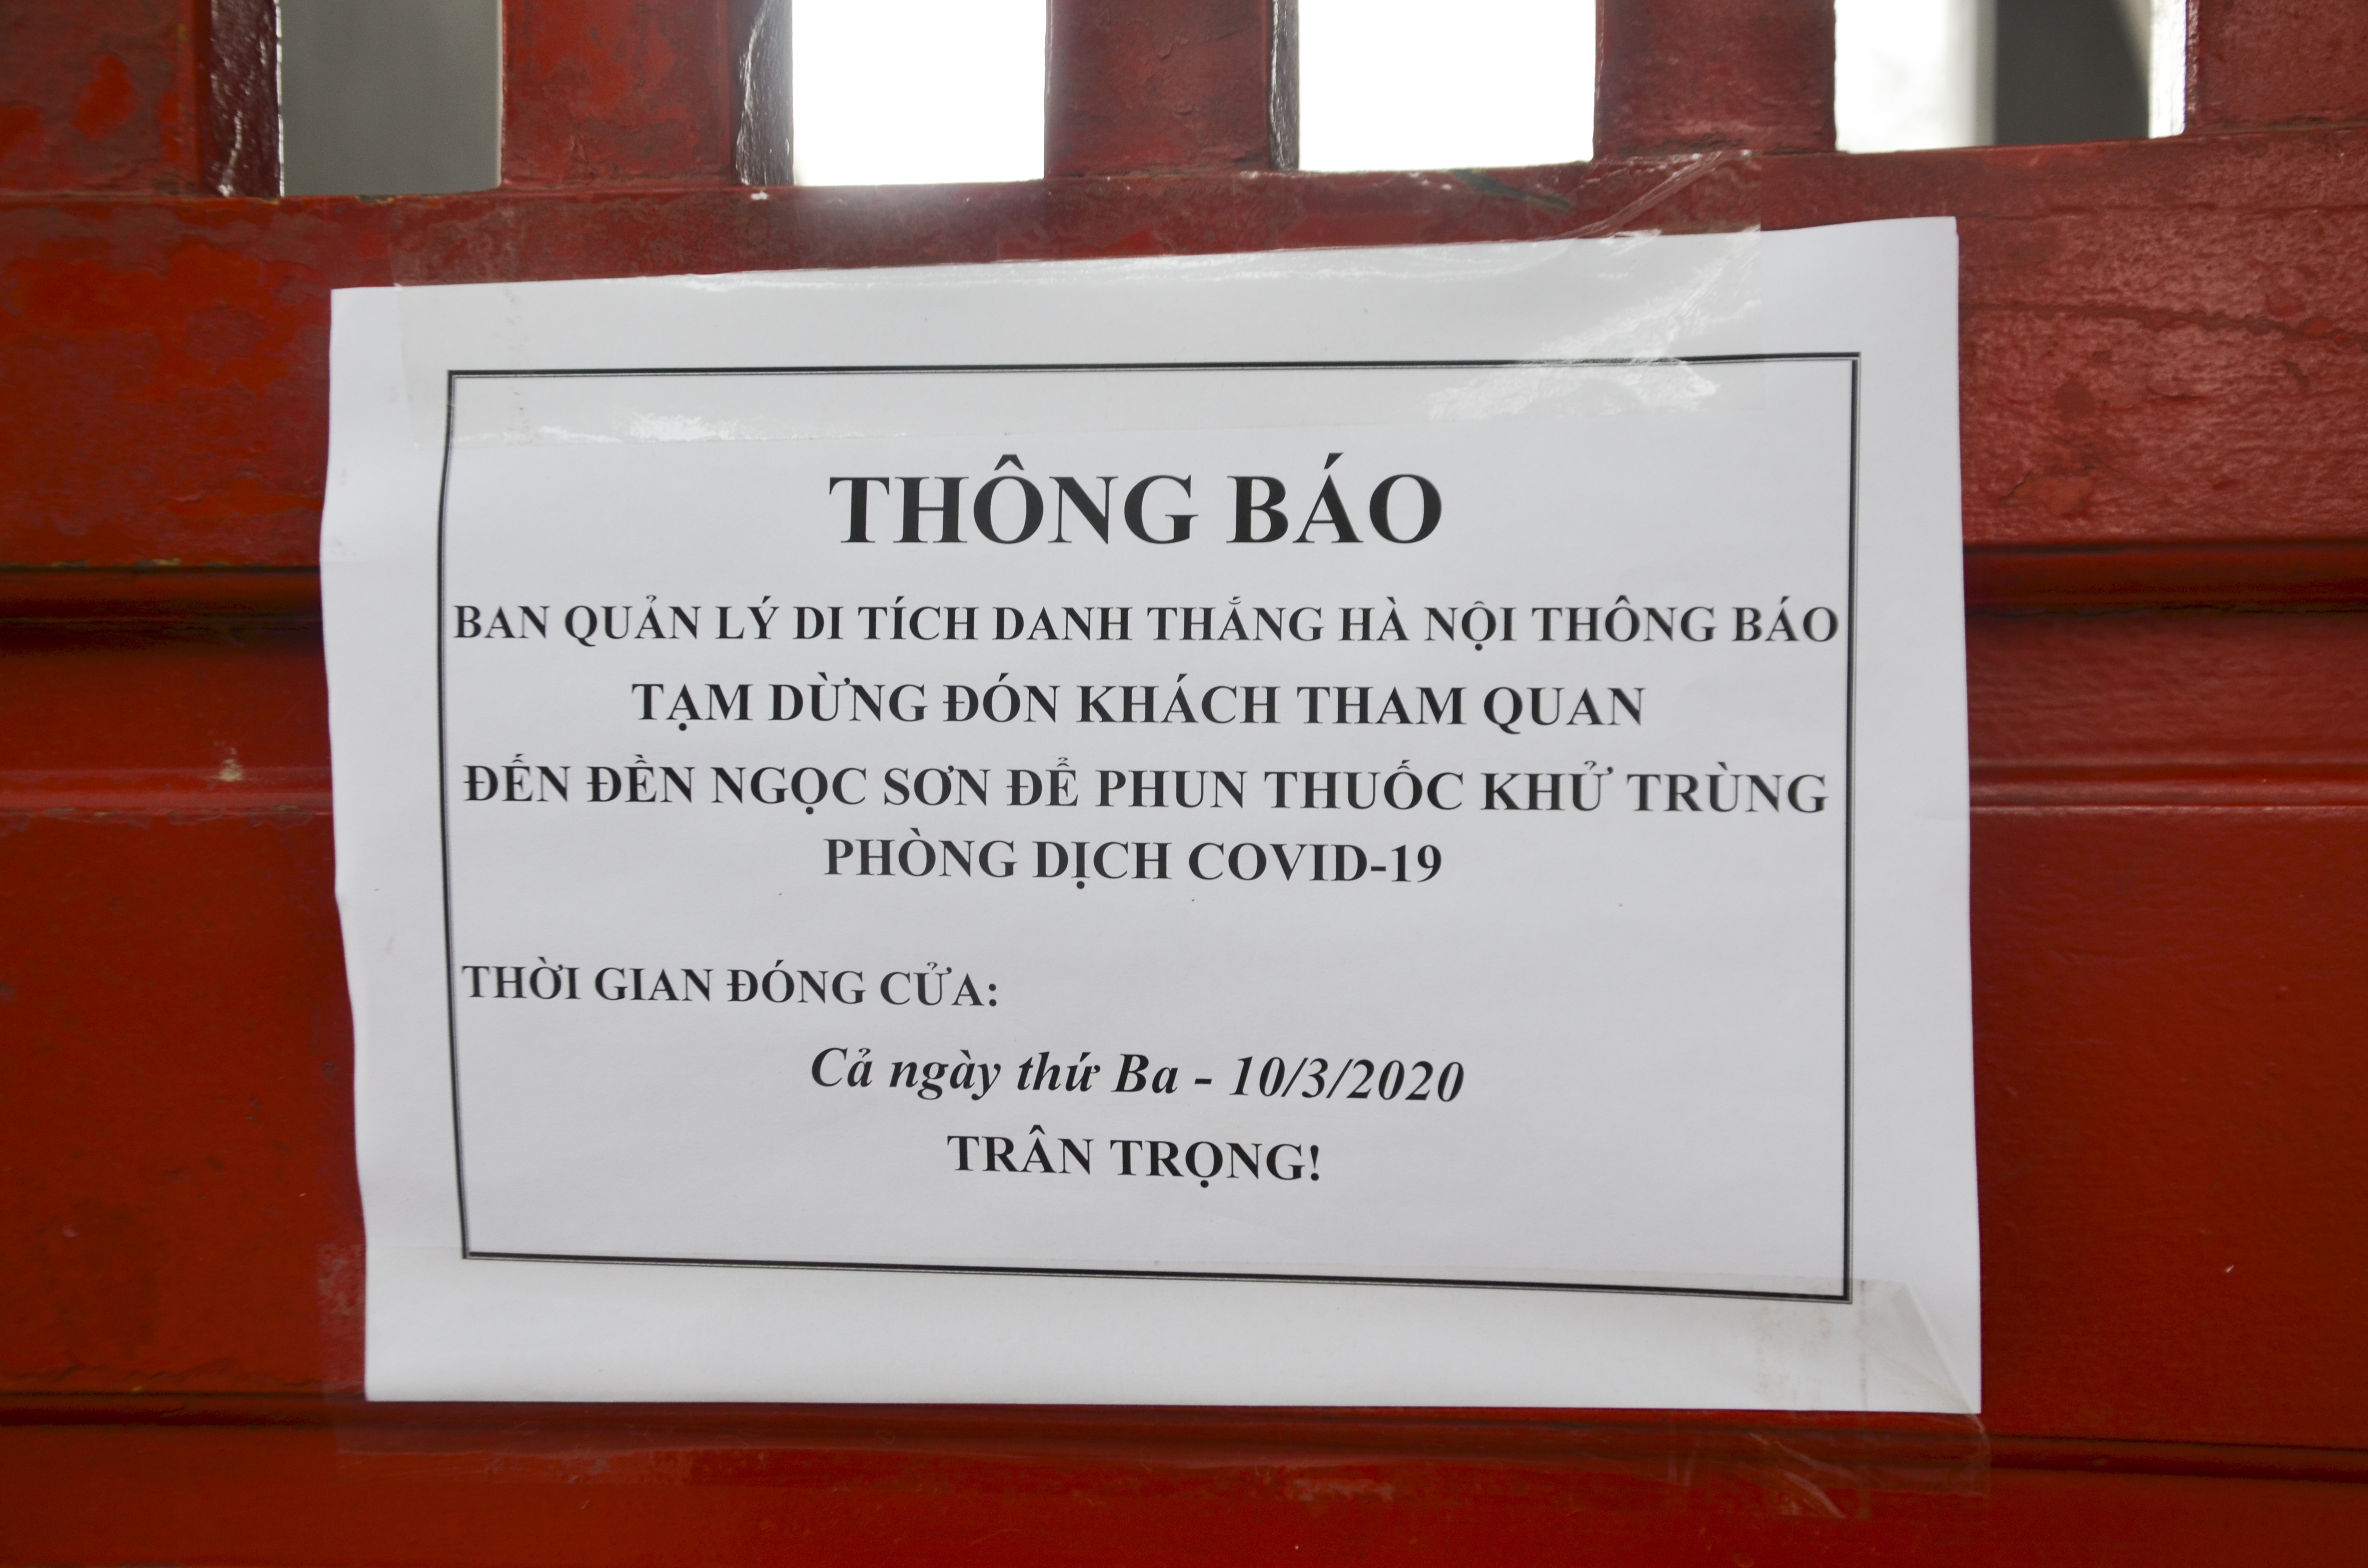 THÔNG BÁO
BAN QUẢN LÝ DI TÍCH DANH THẮNG HÀ NỘI THÔNG BÁO
TẠM DỪNG ĐÓN KHÁCH THAM QUAN
ĐẾN ĐỀN NGỌC SƠN ĐỂ PHUN THUỐC KHỬ TRÙNG
PHÒNG DỊCH COVID-19
THỜI GIAN ĐÓNG CỬA:
Cả ngày thứ Ba - 10/3/2020
TRÂN TRỌNG!